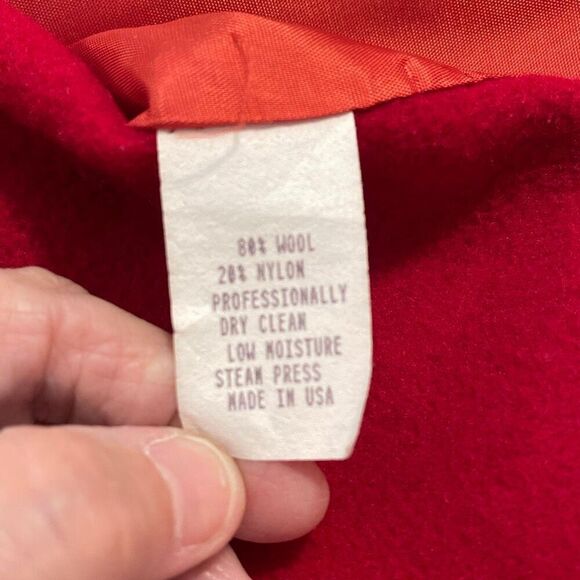 80% WOOL
20% NYLON
PROFESSIONALLY
DRY CLEAN
LOW MOISTURE
STEAM PRESS
MADE IN USA